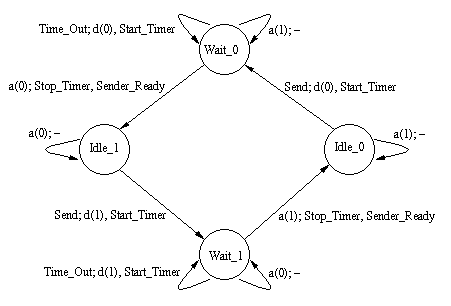 Time_Out; d(0), Start_Timer
a(1); –
Wait_0
a(0); Stop_Timer, Sender_Ready
Send; d(0), Start_Timer
a(0); –
Idle_1
Idle_0
a(1); –
Send; d(1), Start_Timer
a(1); Stop_Timer, Sender_Ready
Wait_1
Time_Out; d(1), Start_Timer
a(0); –